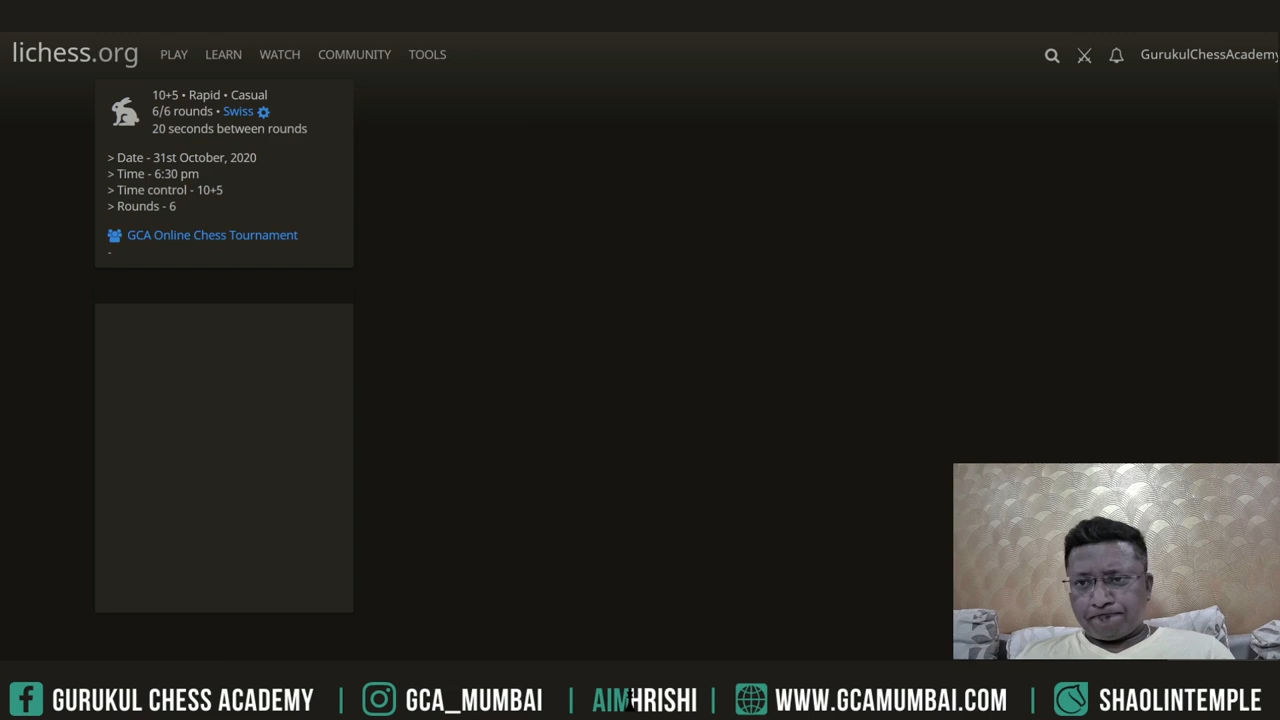 lichess.org PLAY LEARN WATCH COMMUNITY TOOLS GurukulChessAcademy
10+5 • Rapid • Casual
6/6 rounds • Swiss
20 seconds between rounds
> Date - 31st October, 2020
> Time - 6:30 pm
> Time control - 10+5
> Rounds - 6
GCA Online Chess Tournament
-
GURUKUL CHESS ACADEMY | GCA_MUMBAI | AIMHRISHI | WWW.GCAMUMBAI.COM | SHAOLINTEMPLE